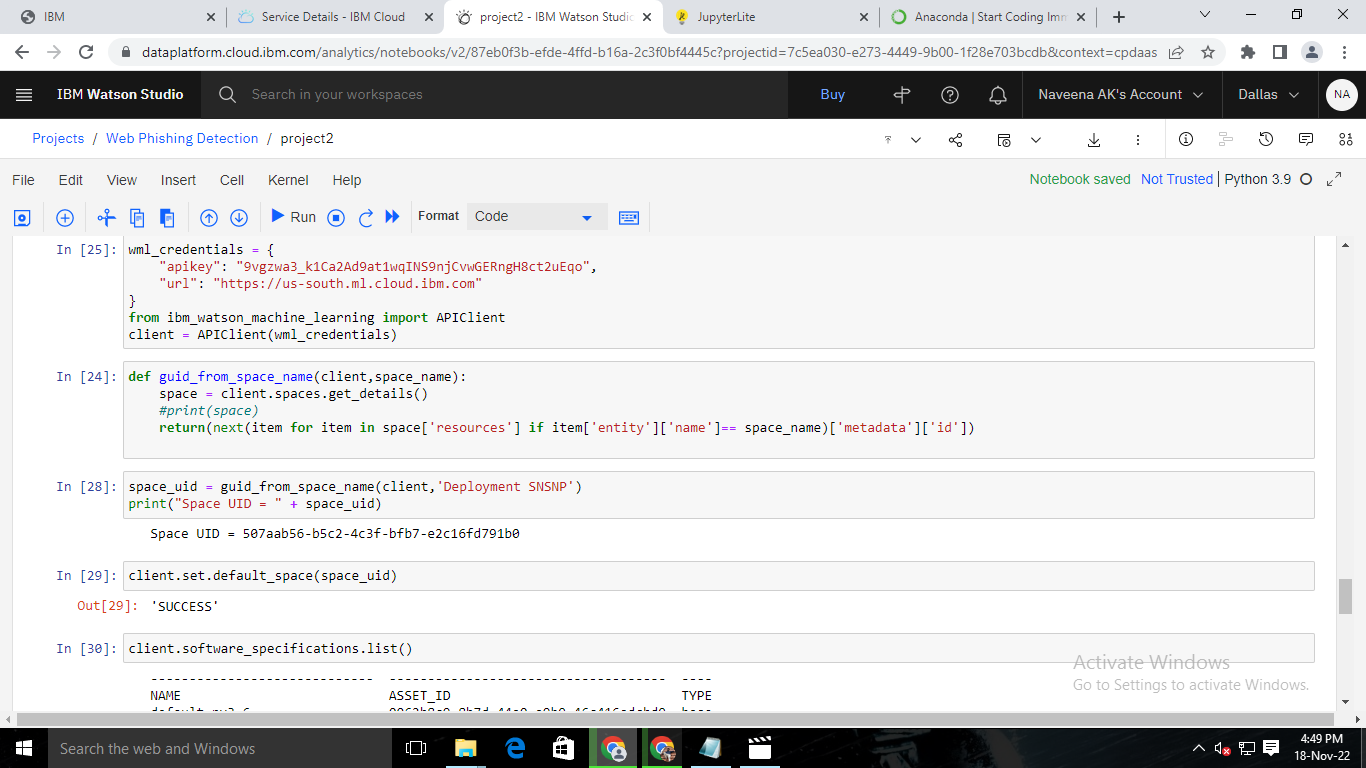 IBM
Service Details - IBM Cloud
project2 - IBM Watson Studio
JupyterLite
Anaconda | Start Coding Imm
dataplatform.cloud.ibm.com/analytics/notebooks/v2/87eb0f3b-efde-4ffd-b16a-2c3f0bf4445c?projectid=7c5ea030-e273-4449-9b00-1f28e703bcdb&context=cpdaas
IBM Watson Studio
Search in your workspaces
Buy
Naveena AK's Account
Dallas
NA
Projects / Web Phishing Detection / project2
File Edit View Insert Cell Kernel Help
Notebook saved Not Trusted | Python 3.9
Run
Format
Code
In [25]: wml_credentials = {
"apikey": "9vgzwa3_k1Ca2Ad9at1wqINS9njCvwGERngH8ct2uEqo",
"url": "https://us-south.ml.cloud.ibm.com"
}
from ibm_watson_machine_learning import APIClient
client = APIClient(wml_credentials)
In [24]: def guid_from_space_name(client,space_name):
space = client.spaces.get_details()
#print(space)
return(next(item for item in space['resources'] if item['entity']['name']== space_name)['metadata']['id'])
In [28]: space_uid = guid_from_space_name(client,'Deployment SNSNP')
print("Space UID = " + space_uid)
Space UID = 507aab56-b5c2-4c3f-bfb7-e2c16fd791b0
In [29]: client.set.default_space(space_uid)
Out[29]: 'SUCCESS'
In [30]: client.software_specifications.list()
----------------------------- ------------------------------------ ----
NAME ASSET_ID TYPE
Activate Windows
Go to Settings to activate Windows.
Search the web and Windows
4:49 PM
18-Nov-22